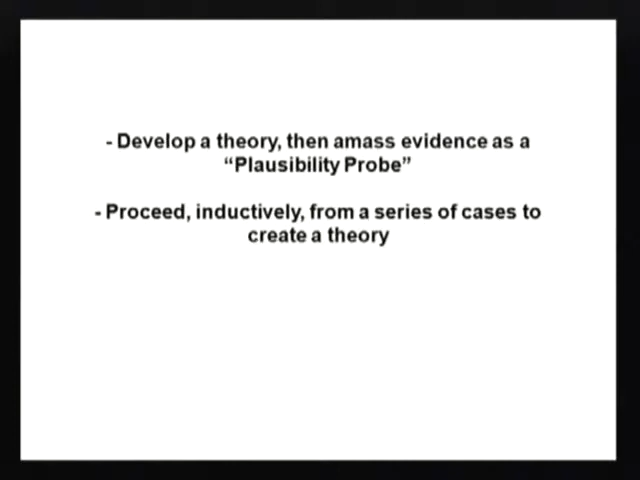 - Develop a theory, then amass evidence as a
“Plausibility Probe”
- Proceed, inductively, from a series of cases to
create a theory